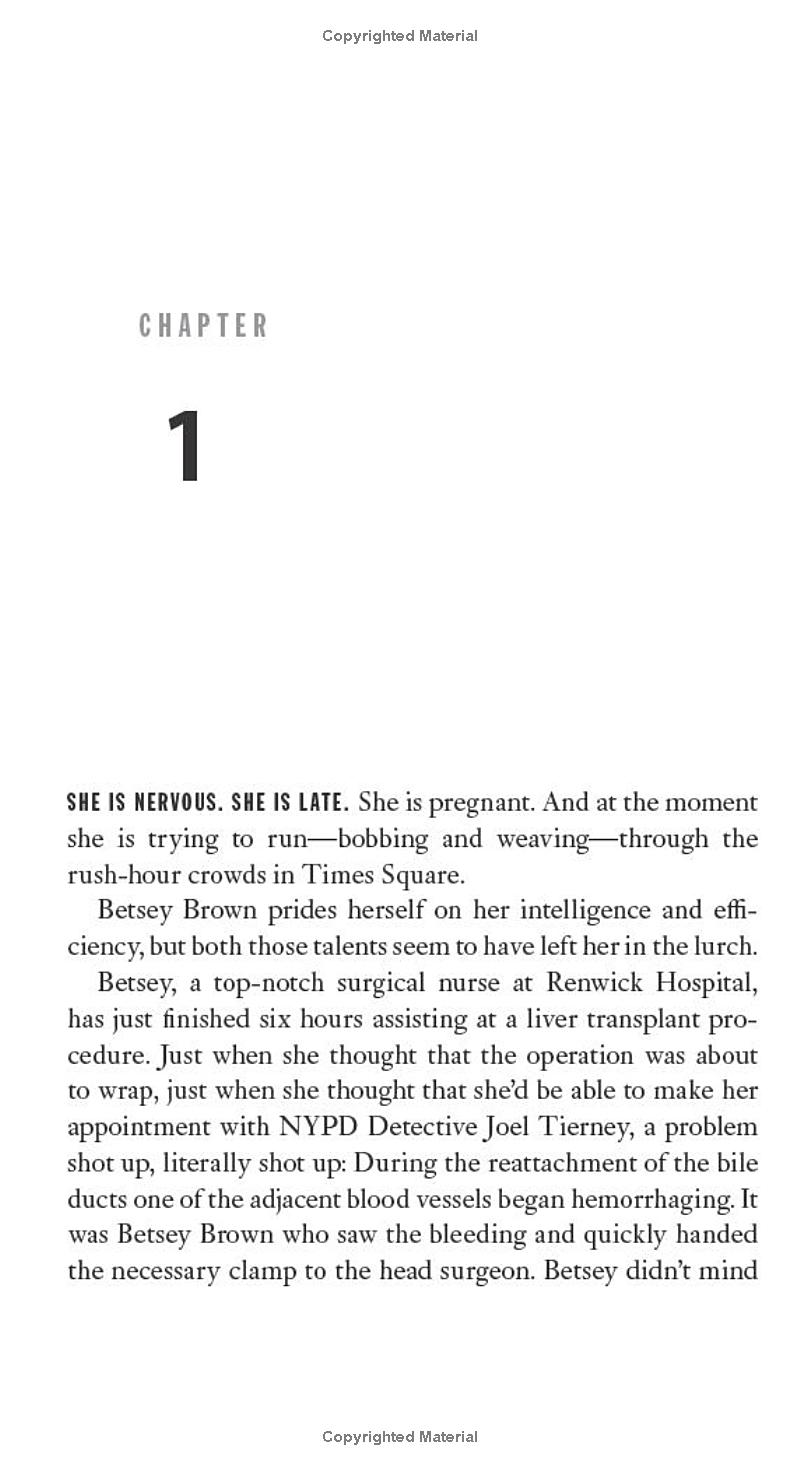 Copyrighted Material
CHAPTER
1
SHE IS NERVOUS. SHE IS LATE. She is pregnant. And at the moment
she is trying to run—bobbing and weaving—through the
rush-hour crowds in Times Square.
Betsey Brown prides herself on her intelligence and effi-
ciency, but both those talents seem to have left her in the lurch.
Betsey, a top-notch surgical nurse at Renwick Hospital,
has just finished six hours assisting at a liver transplant pro-
cedure. Just when she thought that the operation was about
to wrap, just when she thought that she’d be able to make her
appointment with NYPD Detective Joel Tierney, a problem
shot up, literally shot up: During the reattachment of the bile
ducts one of the adjacent blood vessels began hemorrhaging. It
was Betsey Brown who saw the bleeding and quickly handed
the necessary clamp to the head surgeon. Betsey didn’t mind
Copyrighted Material